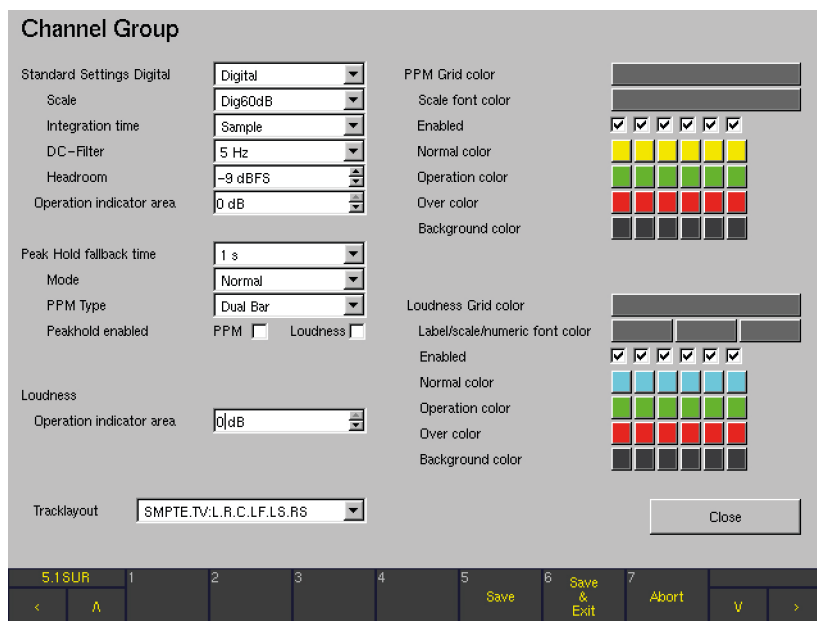 Channel Group
Standard Settings Digital
Digital
Scale
Dig60dB
Integration time
Sample
DC-Filter
5 Hz
Headroom
-9 dBFS
Operation indicator area
0 dB
Peak Hold fallback time
1 s
Mode
Normal
PPM Type
Dual Bar
Peakhold enabled
PPM
Loudness
Loudness
Operation indicator area
0 dB
Tracklayout
SMPTE.TV:L.R.C.LF.LS.RS
PPM Grid color
Scale font color
Enabled
Normal color
Operation color
Over color
Background color
Loudness Grid color
Label/scale/numeric font color
Enabled
Normal color
Operation color
Over color
Background color
Close
5.1SUR
< Λ
1
2
3
4
5
Save
6
Save
&
Exit
7
Abort
V >